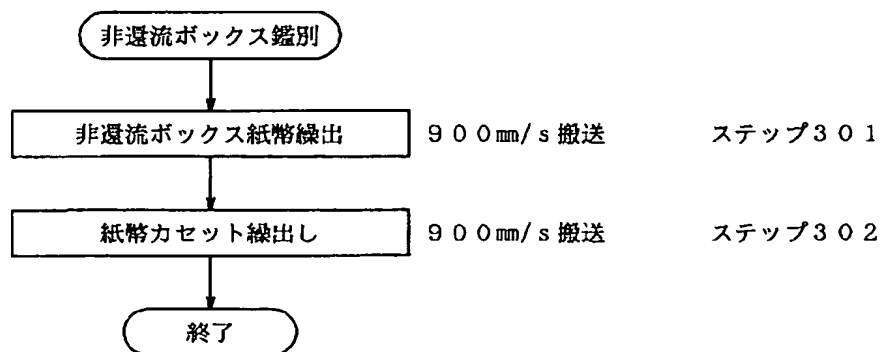 非還流ボックス鑑別
非還流ボックス紙幣繰出 900㎜/s搬送 ステップ301
紙幣カセット繰出し 900㎜/s搬送 ステップ302
終了